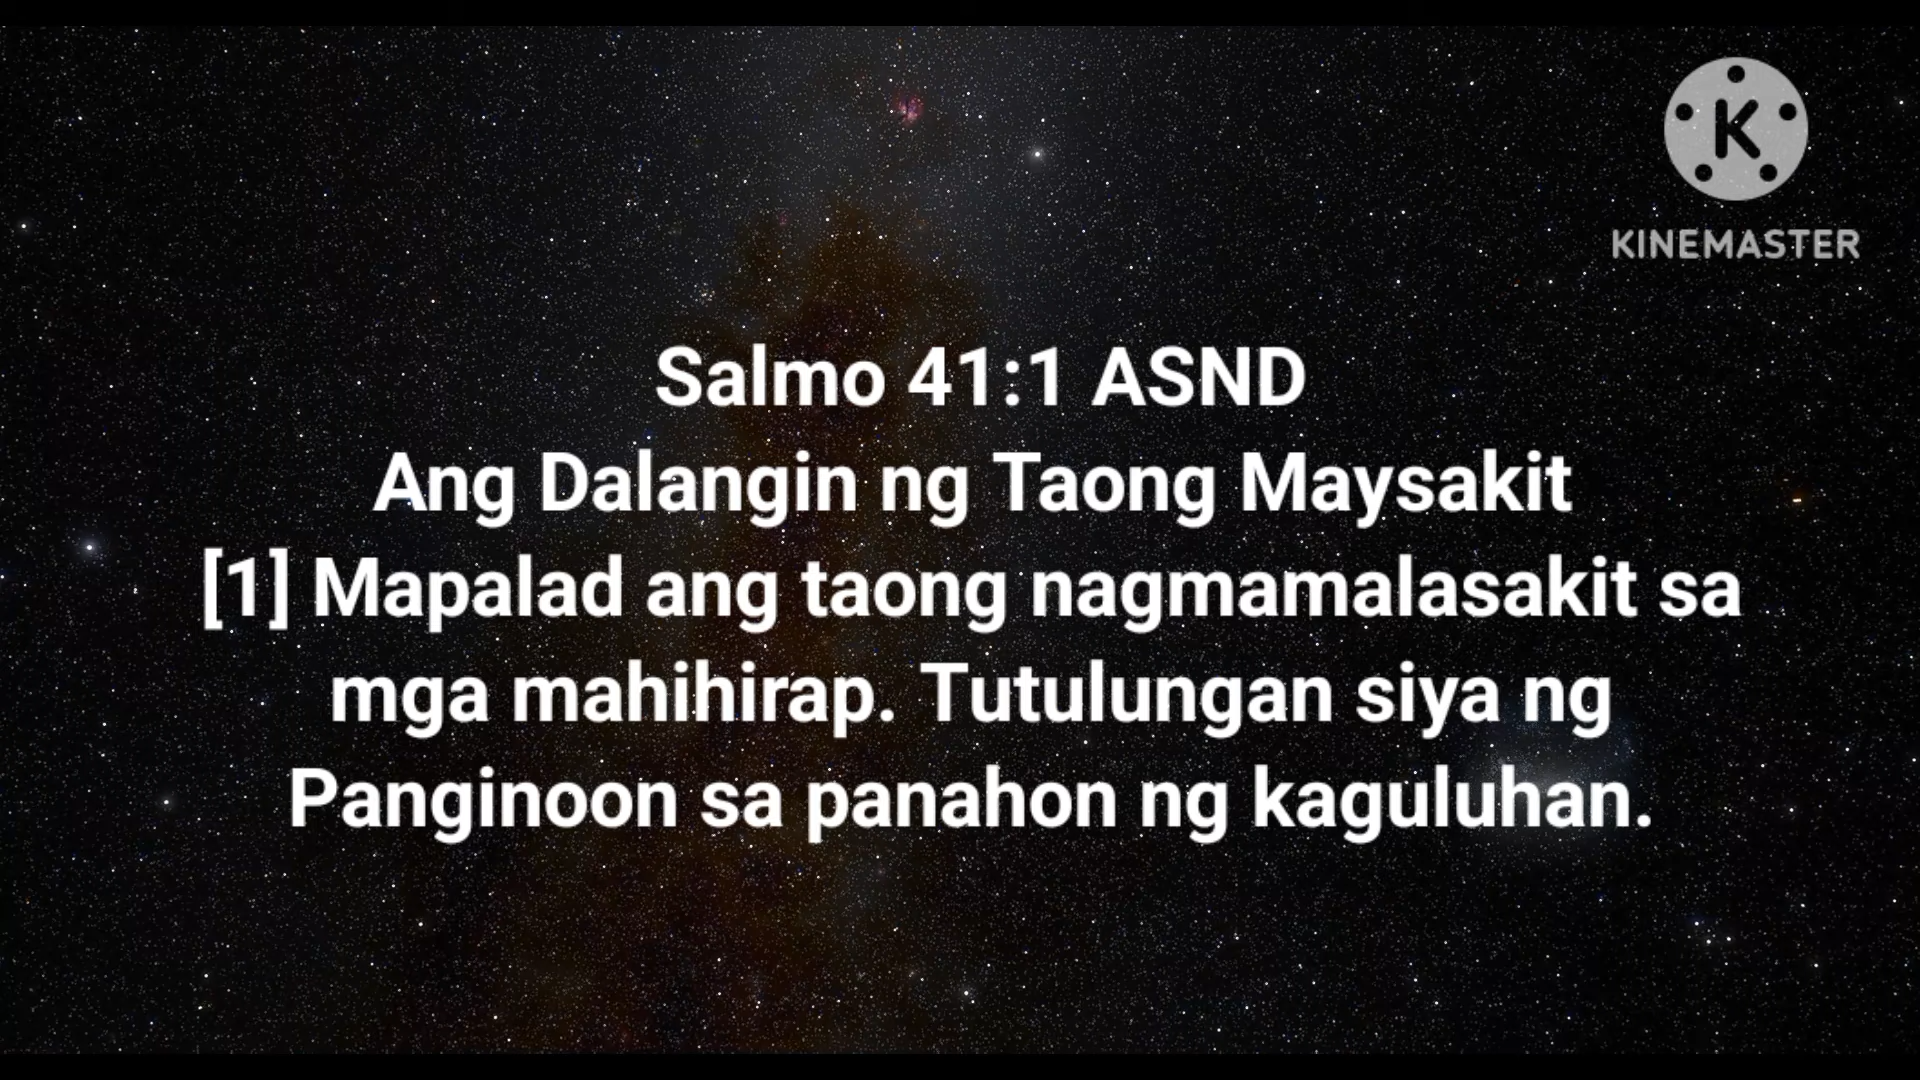 K
KINEMASTER
Salmo 41:1 ASND
Ang Dalangin ng Taong Maysakit
[1] Mapalad ang taong nagmamalasakit sa
mga mahihirap. Tutulungan siya ng
Panginoon sa panahon ng kaguluhan.